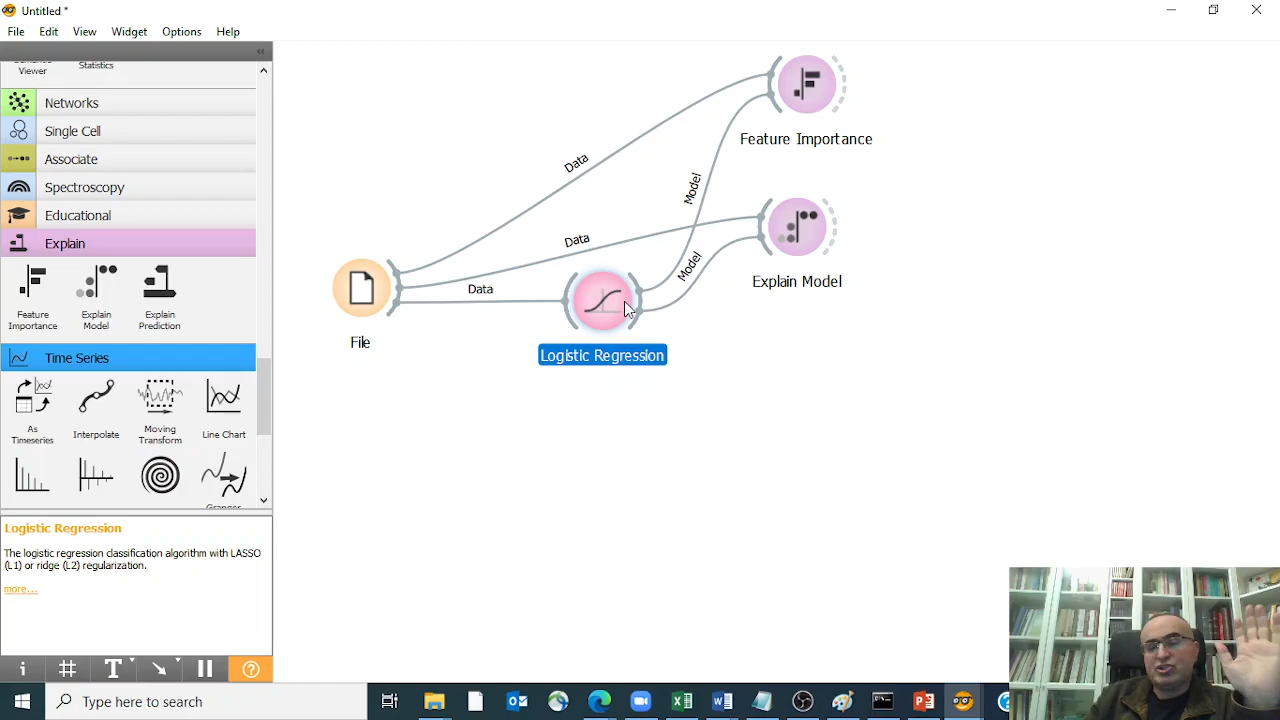 Untitled *
File Edit View Widget Options Help
Viewer
Statistics
Networks
Single Cell
Associate
Spectroscopy
Educational
Explain
Feature Importance
Explain Model
Explain Prediction
Time Series
As Timeseries
Interpolate
Moving Transform
Line Chart
Logistic Regression
The logistic regression classification algorithm with LASSO
(L1) or ridge (L2) regularization.
more...
Data
Model
Feature Importance
Data
Model
Explain Model
Data
File
Logistic Regression
Type here to search